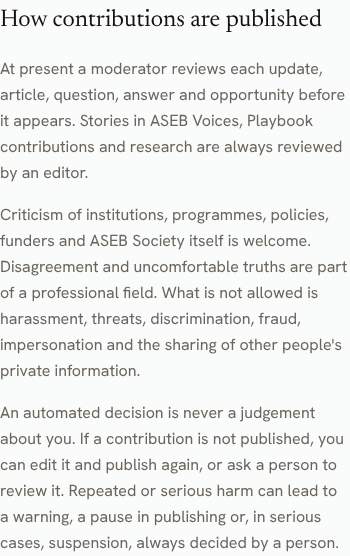 How contributions are published
At present a moderator reviews each update,
article, question, answer and opportunity before
it appears. Stories in ASEB Voices, Playbook
contributions and research are always reviewed
by an editor.
Criticism of institutions, programmes, policies,
funders and ASEB Society itself is welcome.
Disagreement and uncomfortable truths are part
of a professional field. What is not allowed is
harassment, threats, discrimination, fraud,
impersonation and the sharing of other people's
private information.
An automated decision is never a judgement
about you. If a contribution is not published, you
can edit it and publish again, or ask a person to
review it. Repeated or serious harm can lead to
a warning, a pause in publishing or, in serious
cases, suspension, always decided by a person.